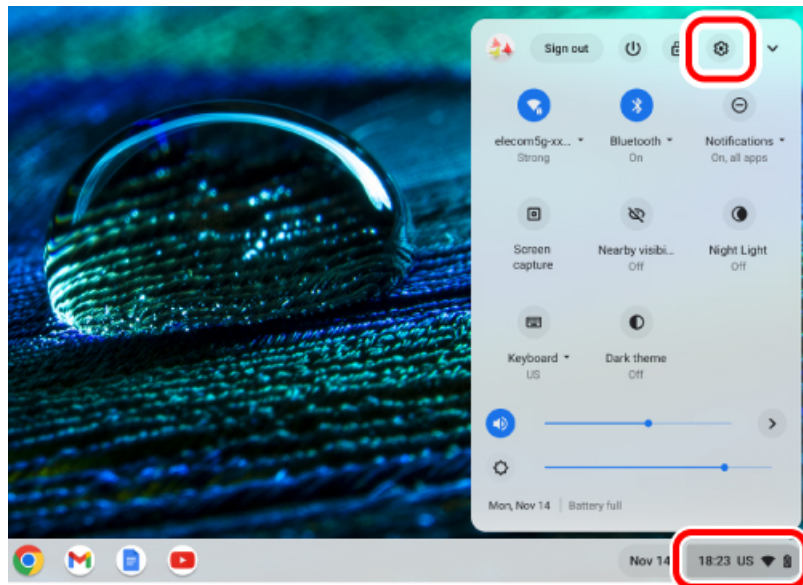 Sign out
elecom5g-xx...
Strong
Bluetooth
On
Notifications
On, all apps
Screen
capture
Nearby visibi...
Off
Night Light
Off
Keyboard
US
Dark theme
Off
Mon, Nov 14 | Battery full
Nov 14
18:23 US